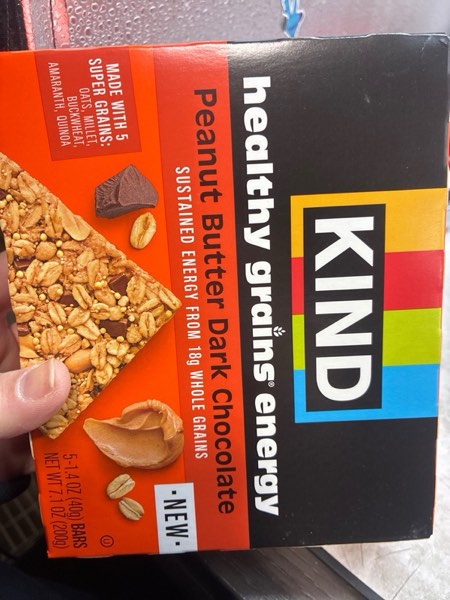 KIND
healthy grains® energy
Peanut Butter Dark Chocolate
SUSTAINED ENERGY FROM 18g WHOLE GRAINS
MADE WITH 5
SUPER GRAINS:
OATS, MILLET,
BUCKWHEAT,
AMARANTH, QUINOA
•NEW•
5-1.4 OZ (40g) BARS
NET WT 7.1 OZ (200g)
U